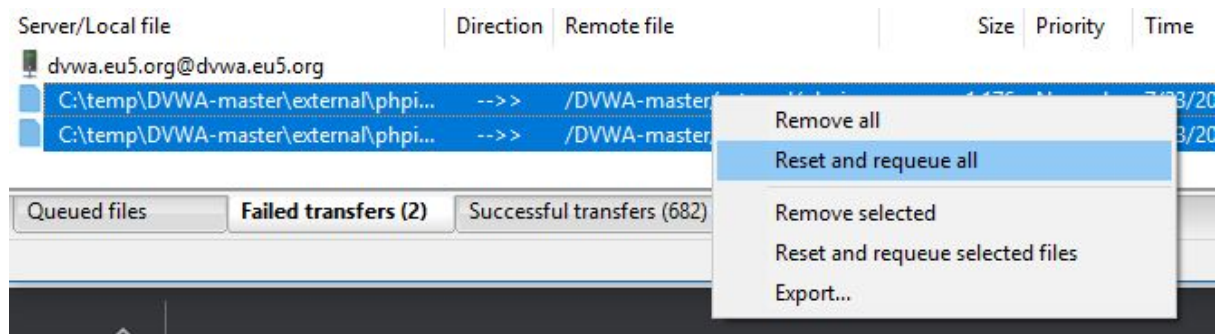 Server/Local file Direction Remote file Size Priority Time
dvwa.eu5.org@dvwa.eu5.org
C:\temp\DVWA-master\external\phpi... -->> /DVWA-master/
C:\temp\DVWA-master\external\phpi... -->> /DVWA-master,
Remove all
Reset and requeue all
Remove selected
Reset and requeue selected files
Export...
Queued files Failed transfers (2) Successful transfers (682)